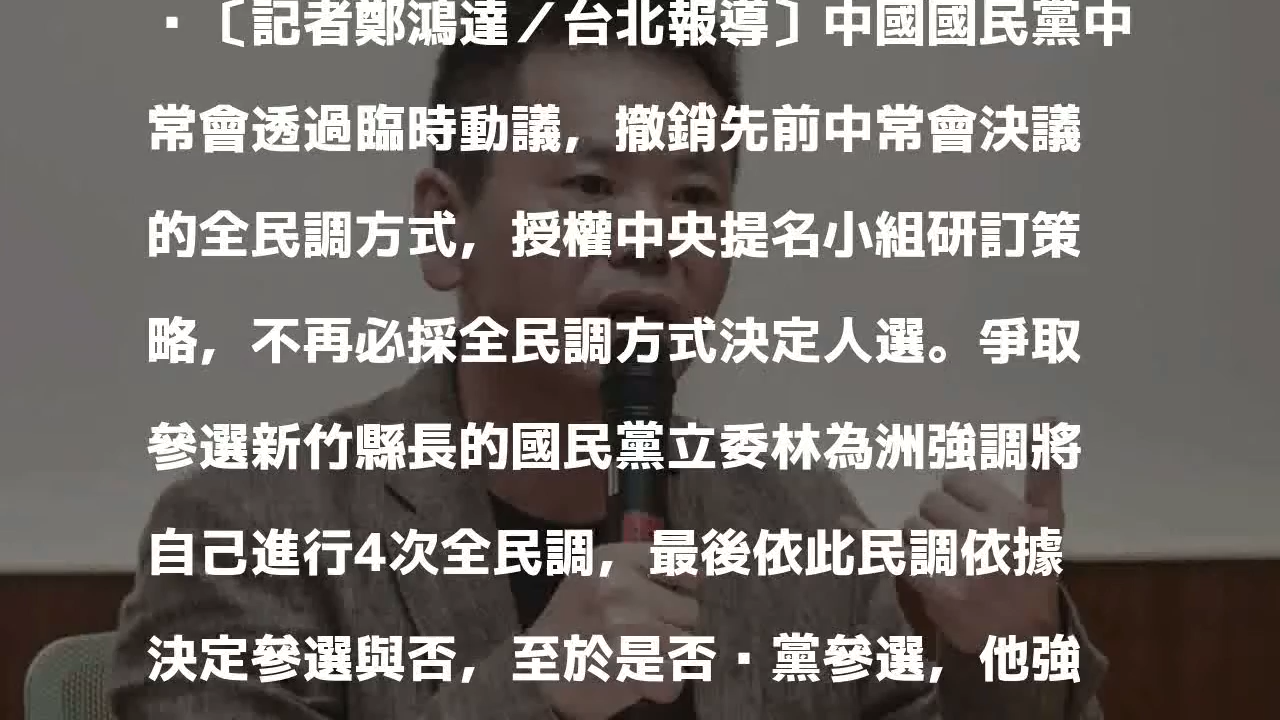 ▪〔記者鄭鴻達／台北報導〕中國國民黨中
常會透過臨時動議，撤銷先前中常會決議
的全民調方式，授權中央提名小組研訂策
略，不再必採全民調方式決定人選。爭取
參選新竹縣長的國民黨立委林為洲強調將
自己進行4次全民調，最後依此民調依據
決定參選與否，至於是否▪黨參選，他強